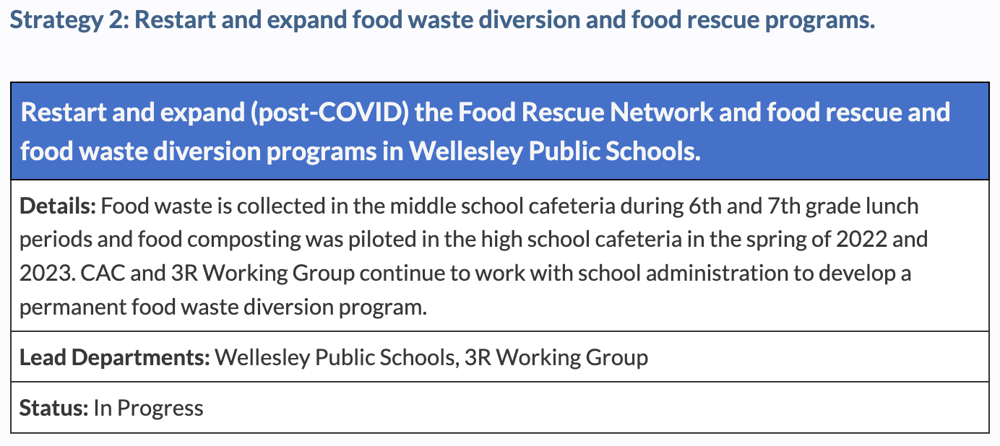 Strategy 2: Restart and expand food waste diversion and food rescue programs.
Restart and expand (post-COVID) the Food Rescue Network and food rescue and
food waste diversion programs in Wellesley Public Schools.
Details: Food waste is collected in the middle school cafeteria during 6th and 7th grade lunch
periods and food composting was piloted in the high school cafeteria in the spring of 2022 and
2023. CAC and 3R Working Group continue to work with school administration to develop a
permanent food waste diversion program.
Lead Departments: Wellesley Public Schools, 3R Working Group
Status: In Progress